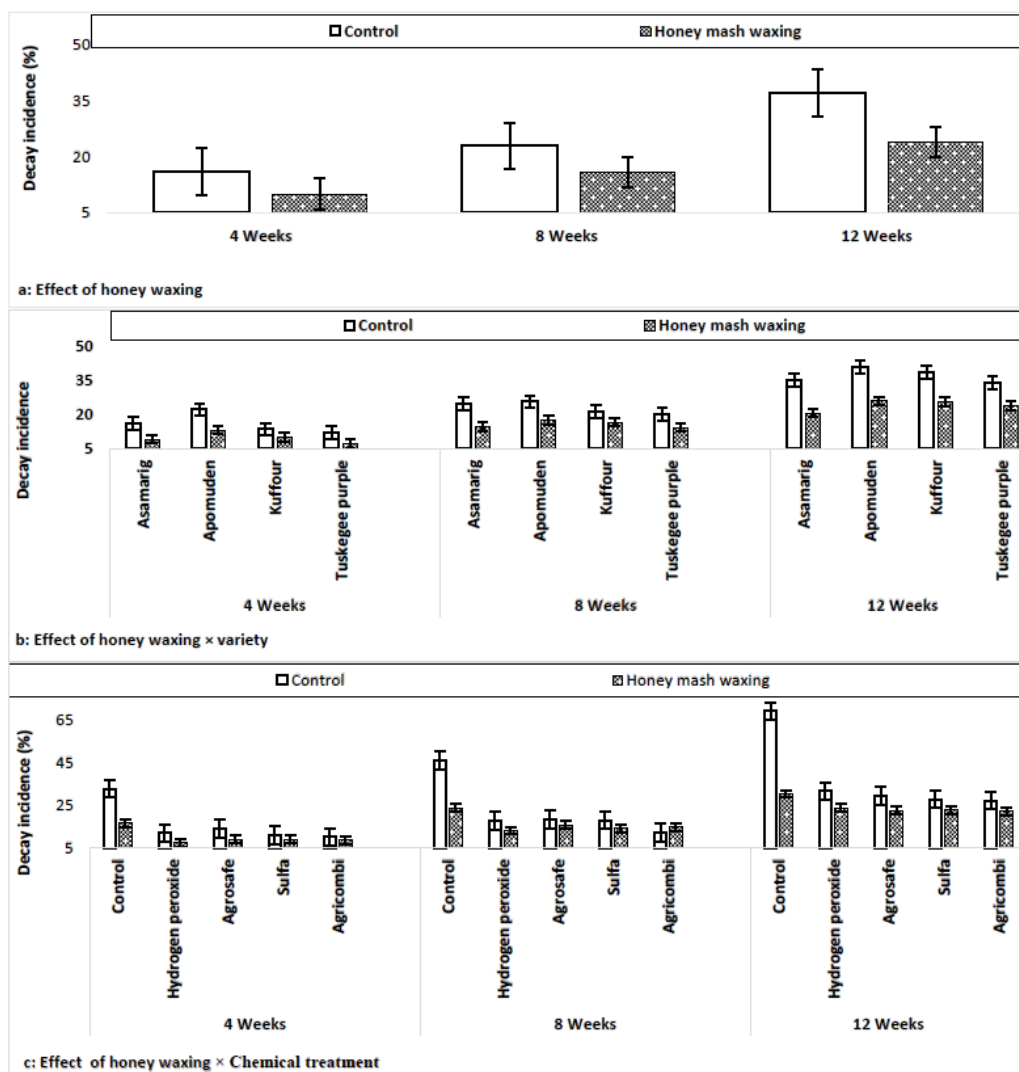 Control Honey mash waxing
Decay incidence (%)
50
35
20
5
4 Weeks 8 Weeks 12 Weeks
a: Effect of honey waxing
Control Honey mash waxing
Decay incidence
50
35
20
5
Asamarig Apomuden Kuffour Tuskegee purple Asamarig Apomuden Kuffour Tuskegee purple Asamarig Apomuden Kuffour Tuskegee purple
4 Weeks 8 Weeks 12 Weeks
b: Effect of honey waxing × variety
Control Honey mash waxing
Decay incidence (%)
65
45
25
5
Control Hydrogen peroxide Agrosafe Sulfa Agricombi Control Hydrogen peroxide Agrosafe Sulfa Agricombi Control Hydrogen peroxide Agrosafe Sulfa Agricombi
4 Weeks 8 Weeks 12 Weeks
c: Effect of honey waxing × Chemical treatment